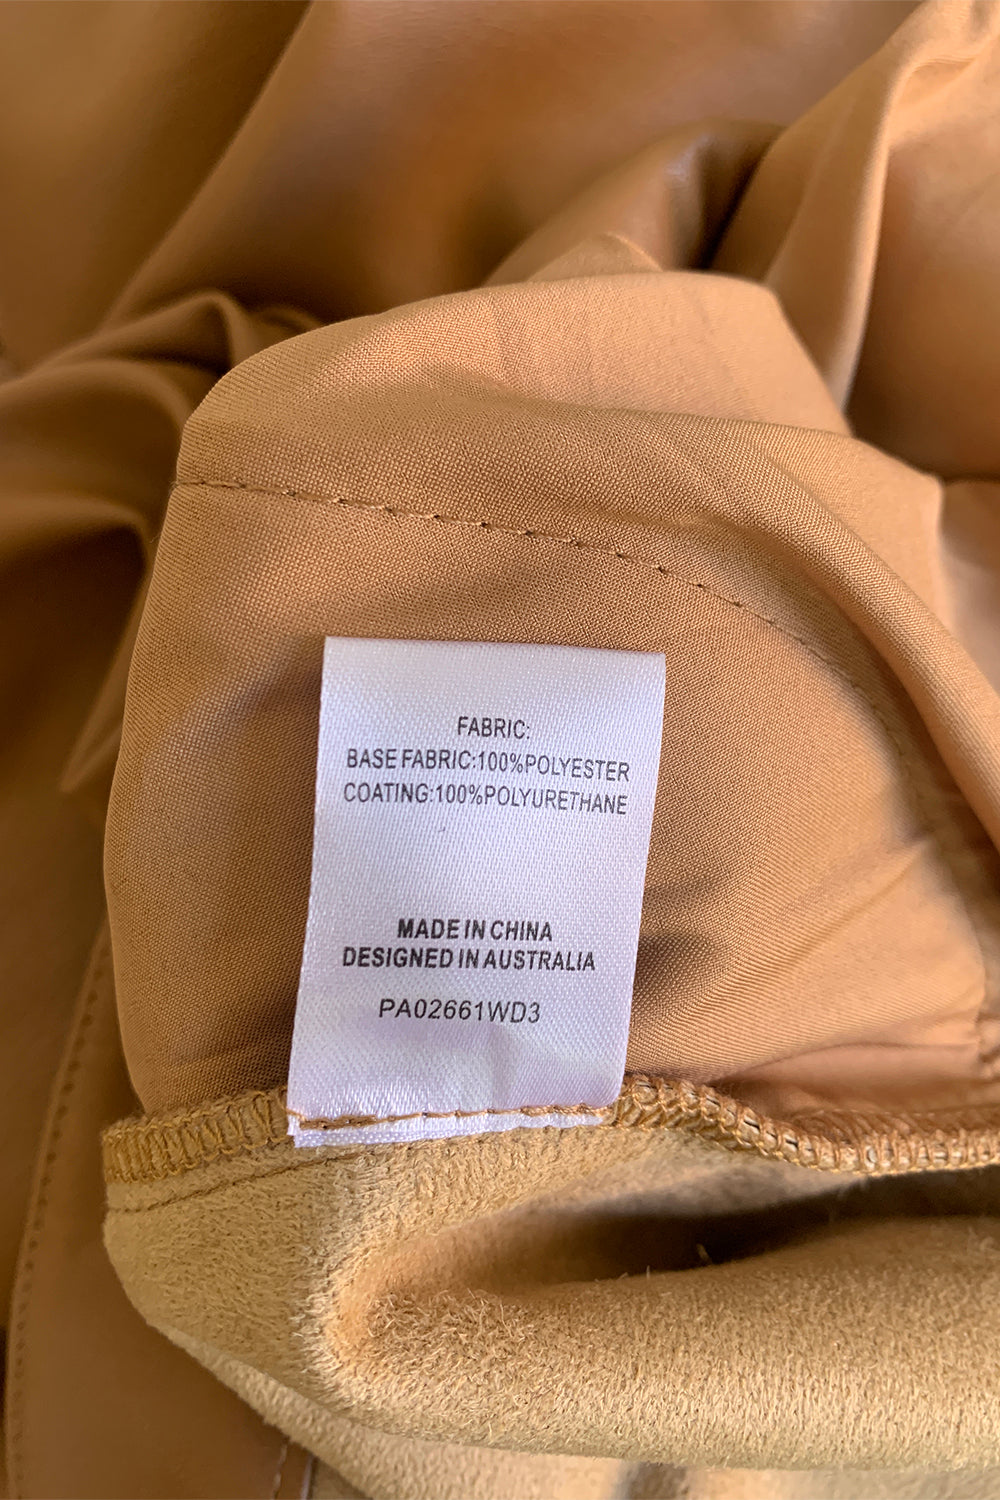 FABRIC:
BASE FABRIC:100%POLYESTER
COATING:100%POLYURETHANE
MADE IN CHINA
DESIGNED IN AUSTRALIA
PA02661WD3